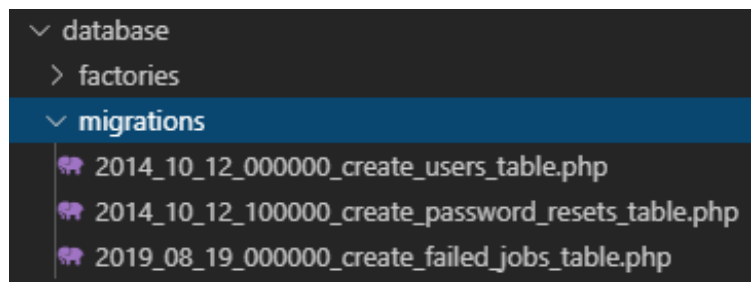 database
factories
migrations
2014_10_12_000000_create_users_table.php
2014_10_12_100000_create_password_resets_table.php
2019_08_19_000000_create_failed_jobs_table.php